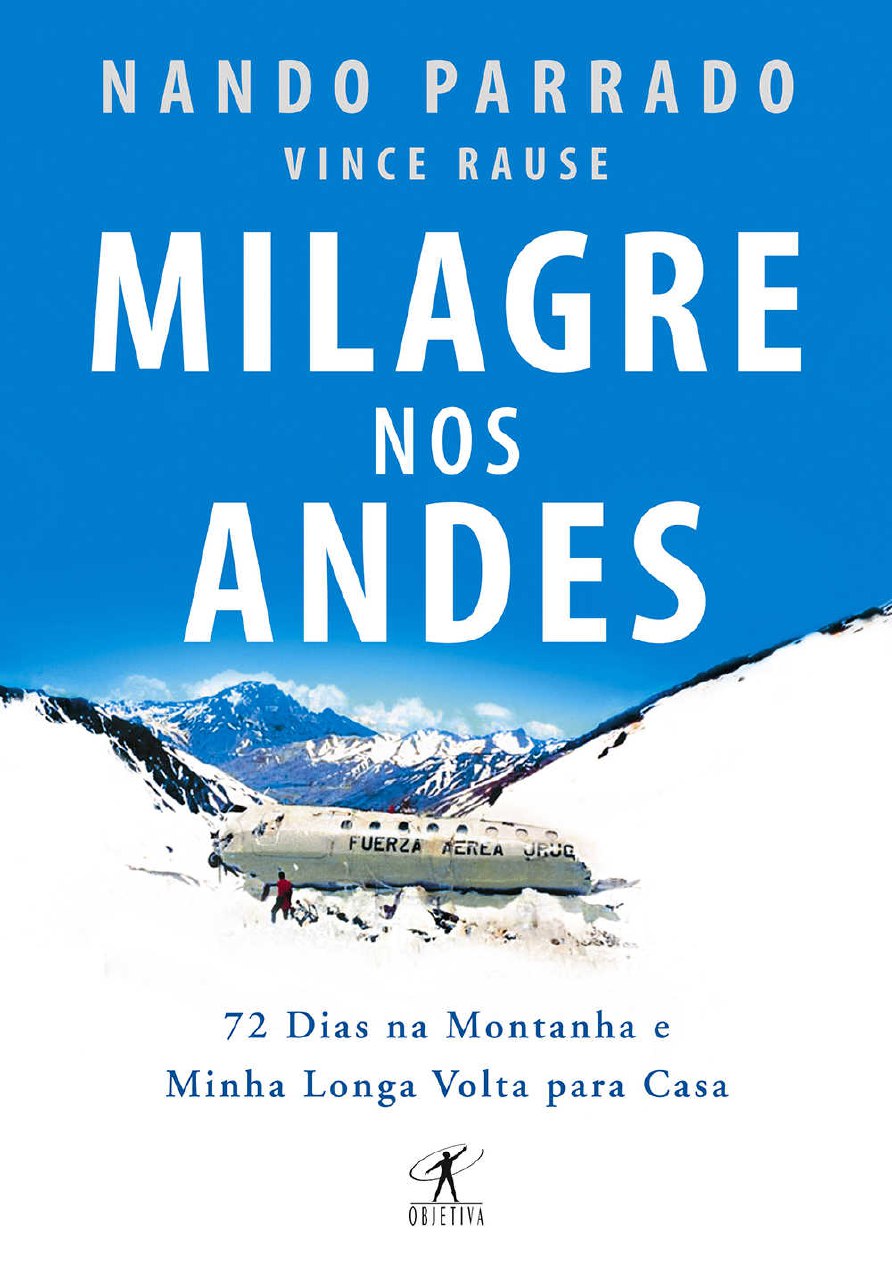 NANDO PARRADO
VINCE RAUSE
MILAGRE
NOS
ANDES
FUERZA AEREA URUG
72 Dias na Montanha e
Minha Longa Volta para Casa
OBJETIVA